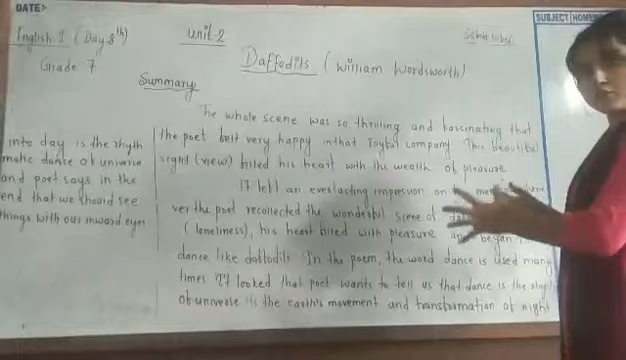 DATE:-
SUBJECT HOME
English. 1 (Day 8th)
Unit-2
Grade 7
Daffodils (William Wordsworth)
Summary
The whole scene was so thrilling and fascinating that
the poet felt very happy in that Joyful company This beautiful
sight (view) filled his heart with the wealth of pleasure
It left an everlasting impression on
ver the poet recollected the wonderful scene of
(loneliness), his heart filled with pleasure and began
dance like daffodils In the poem, the word dance is used many
times It looked that poet wants to tell us that dance is the
of universe is the earth's movement and transformation of night
into day is the rhyth
matic dance of universe
and poet says in the
end that we should see
things with our inward eyes